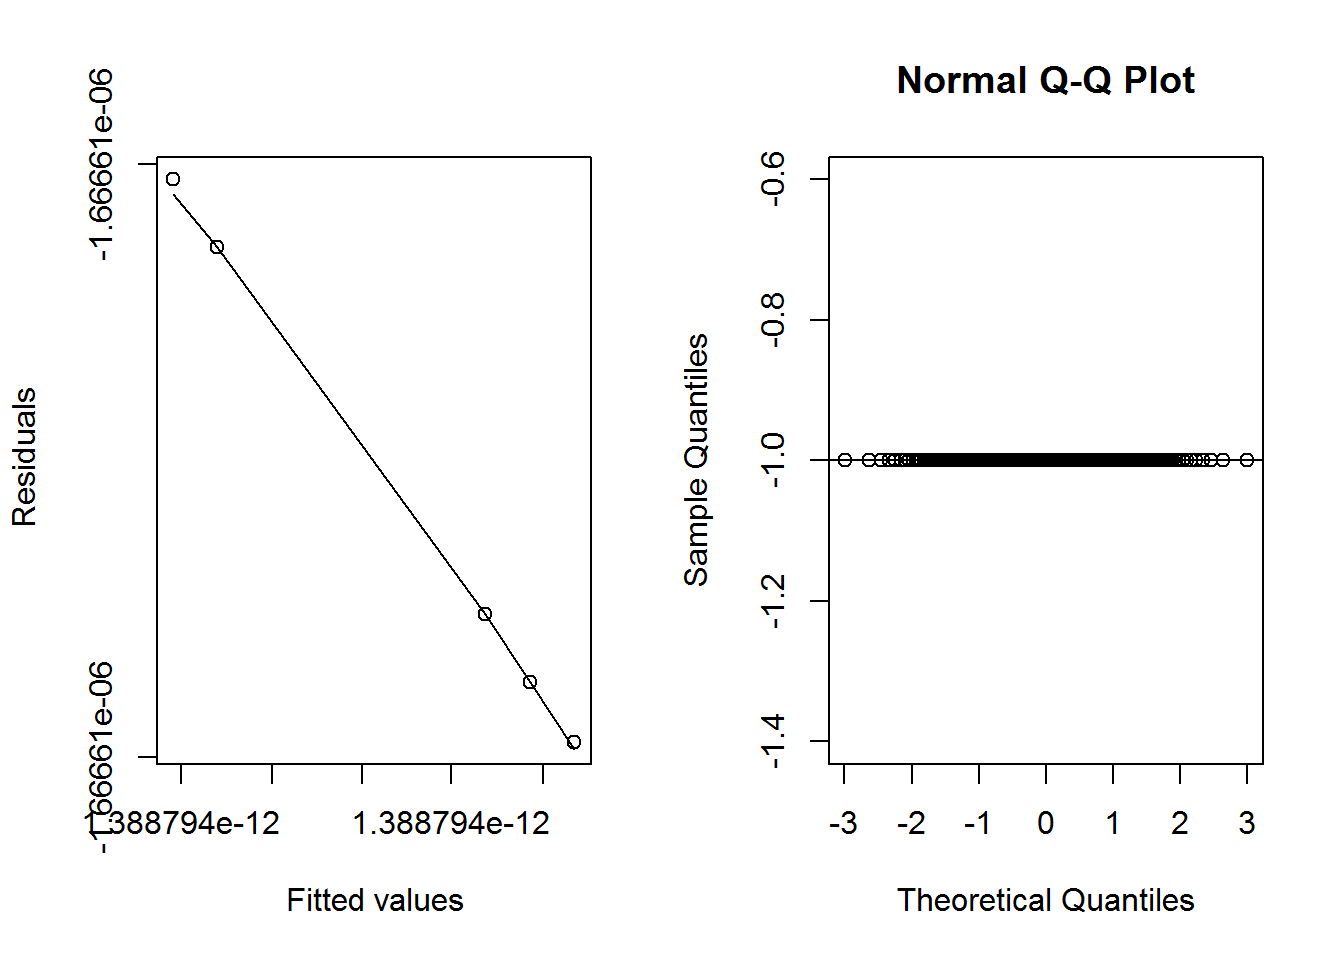 Residuals
-1.66661e-06
-1.66661e-06
1.388794e-12
1.388794e-12
Fitted values
Normal Q-Q Plot
Sample Quantiles
-0.6
-0.8
-1.0
-1.2
-1.4
-3 -2 -1 0 1 2 3
Theoretical Quantiles